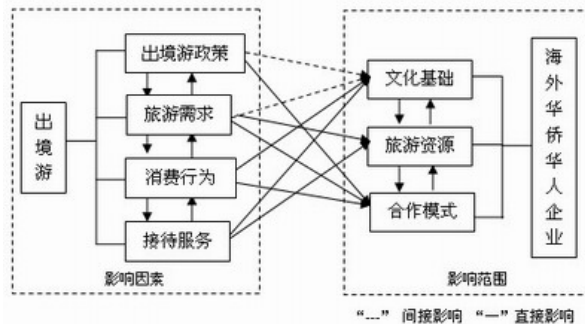 出境游
出境游政策
旅游需求
消费行为
接待服务
影响因素
文化基础
旅游资源
合作模式
海外华侨华人企业
影响范围
“---” 间接影响 “—”直接影响